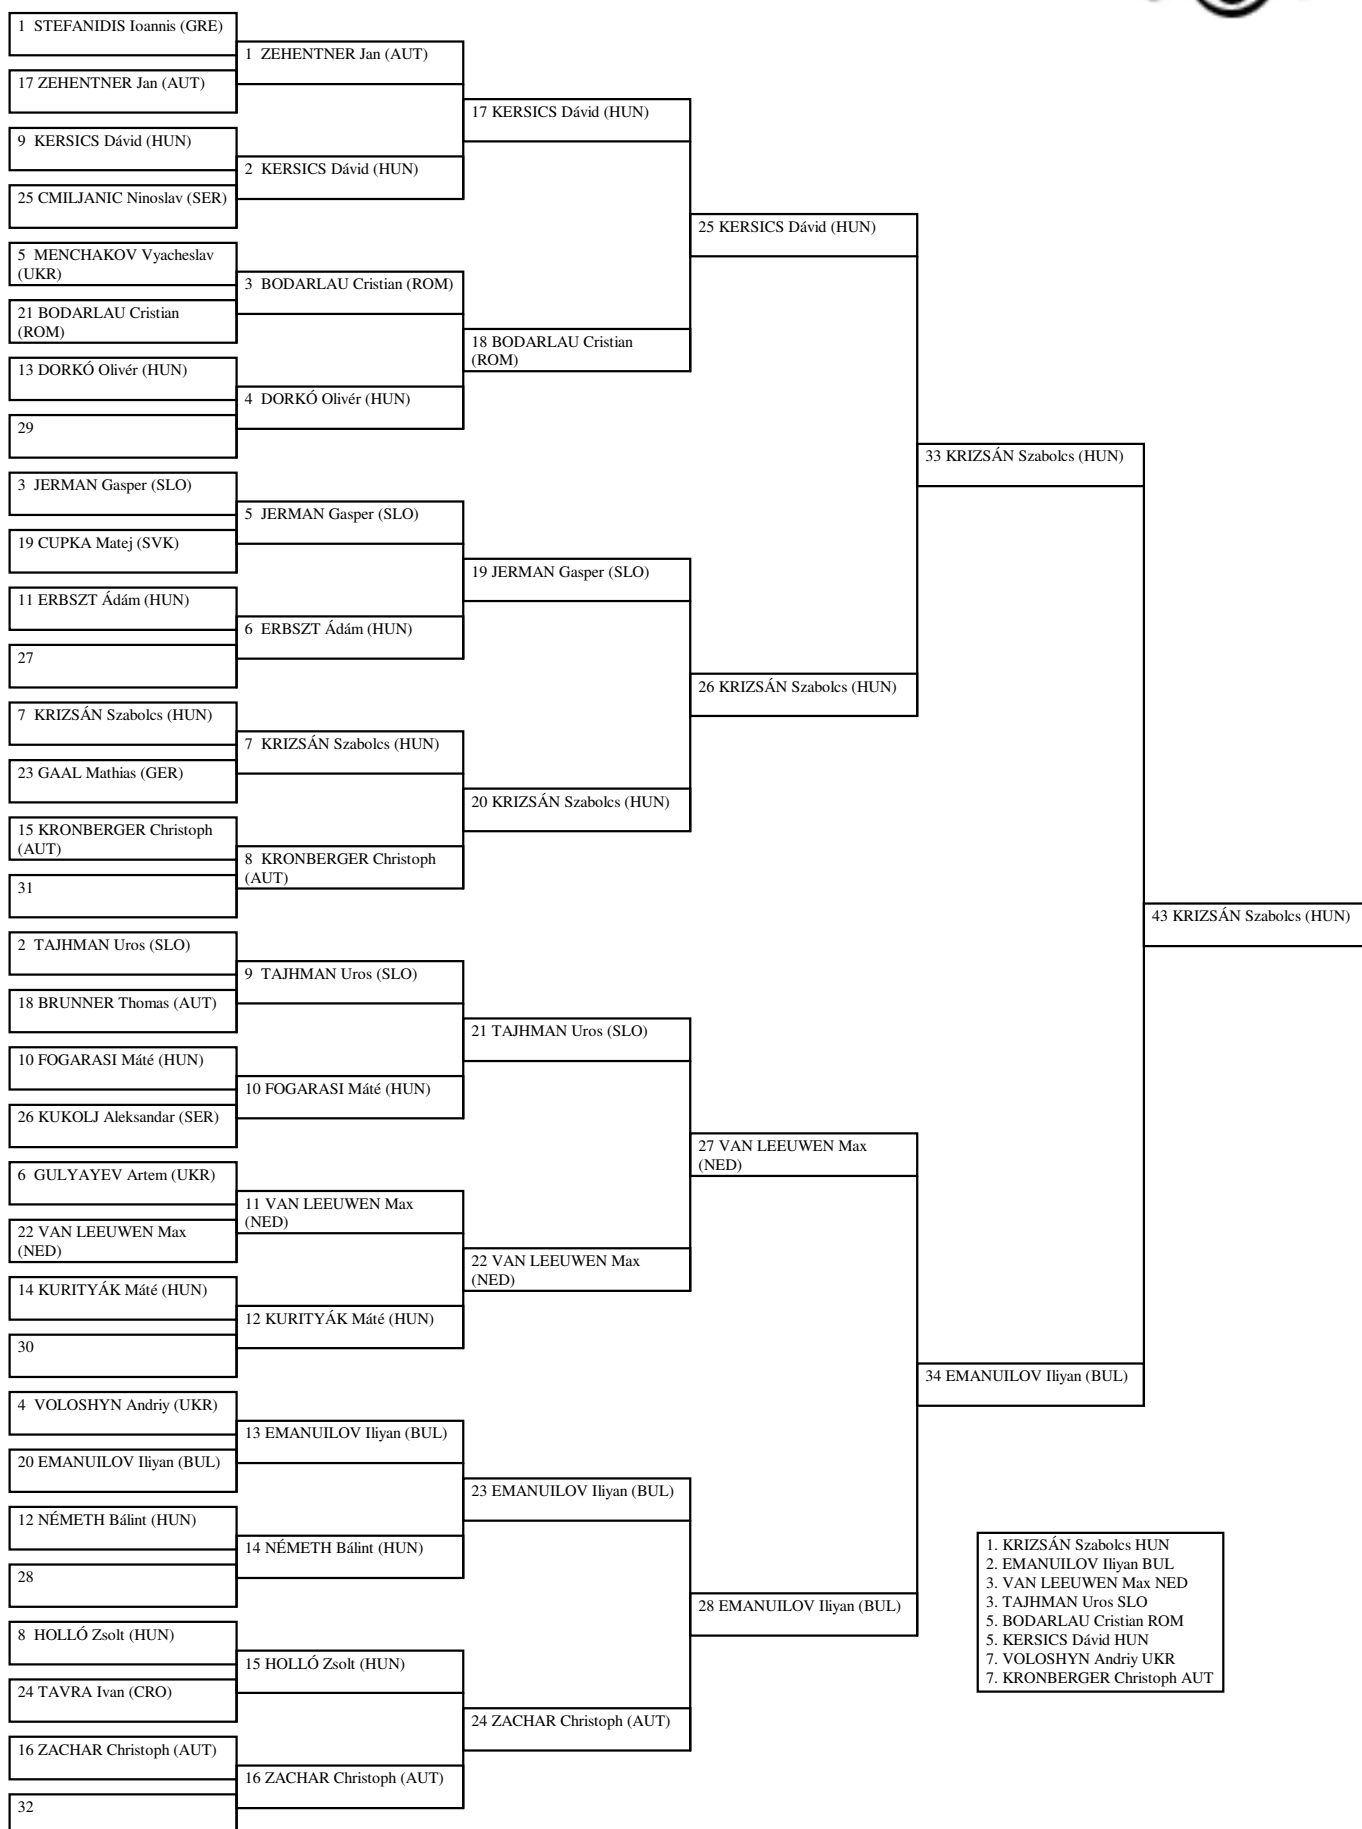 1 STEFANIDIS Ioannis (GRE)
17 ZEHENTNER Jan (AUT)
9 KERSICS Dávid (HUN)
25 CMILJANIC Ninoslav (SER)
5 MENCHAKOV Vyacheslav
(UKR)
21 BODARLAU Cristian
(ROM)
13 DORKÓ Olivér (HUN)
29
3 JERMAN Gasper (SLO)
19 CUPKA Matej (SVK)
11 ERBSZT Ádám (HUN)
27
7 KRIZSÁN Szabolcs (HUN)
23 GAAL Mathias (GER)
15 KRONBERGER Christoph
(AUT)
31
2 TAJHMAN Uros (SLO)
18 BRUNNER Thomas (AUT)
10 FOGARASI Máté (HUN)
26 KUKOLJ Aleksandar (SER)
6 GULYAYEV Artem (UKR)
22 VAN LEEUWEN Max
(NED)
14 KURITYÁK Máté (HUN)
30
4 VOLOSHYN Andriy (UKR)
20 EMANUILOV Iliyan (BUL)
12 NÉMETH Bálint (HUN)
28
8 HOLLÓ Zsolt (HUN)
24 TAVRA Ivan (CRO)
16 ZACHAR Christoph (AUT)
32
1 ZEHENTNER Jan (AUT)
2 KERSICS Dávid (HUN)
3 BODARLAU Cristian (ROM)
4 DORKÓ Olivér (HUN)
5 JERMAN Gasper (SLO)
6 ERBSZT Ádám (HUN)
7 KRIZSÁN Szabolcs (HUN)
8 KRONBERGER Christoph
(AUT)
9 TAJHMAN Uros (SLO)
10 FOGARASI Máté (HUN)
11 VAN LEEUWEN Max
(NED)
12 KURITYÁK Máté (HUN)
13 EMANUILOV Iliyan (BUL)
14 NÉMETH Bálint (HUN)
15 HOLLÓ Zsolt (HUN)
16 ZACHAR Christoph (AUT)
17 KERSICS Dávid (HUN)
18 BODARLAU Cristian
(ROM)
19 JERMAN Gasper (SLO)
20 KRIZSÁN Szabolcs (HUN)
21 TAJHMAN Uros (SLO)
22 VAN LEEUWEN Max
(NED)
23 EMANUILOV Iliyan (BUL)
24 ZACHAR Christoph (AUT)
25 KERSICS Dávid (HUN)
26 KRIZSÁN Szabolcs (HUN)
27 VAN LEEUWEN Max
(NED)
28 EMANUILOV Iliyan (BUL)
33 KRIZSÁN Szabolcs (HUN)
34 EMANUILOV Iliyan (BUL)
43 KRIZSÁN Szabolcs (HUN)
1. KRIZSÁN Szabolcs HUN
2. EMANUILOV Iliyan BUL
3. VAN LEEUWEN Max NED
3. TAJHMAN Uros SLO
5. BODARLAU Cristian ROM
5. KERSICS Dávid HUN
7. VOLOSHYN Andriy UKR
7. KRONBERGER Christoph AUT